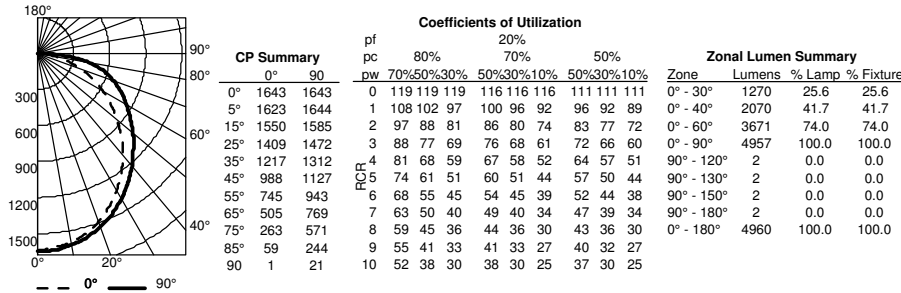 180°
90°
80°
60°
40°
20°
0°
300
600
900
1200
1500
0° 90°
CP Summary
0° 90
0° 1643 1643
5° 1623 1644
15° 1550 1585
25° 1409 1472
35° 1217 1312
45° 988 1127
55° 745 943
65° 505 769
75° 263 571
85° 59 244
90 1 21
Coefficients of Utilization
pf 20%
pc 80% 70% 50%
pw 70%50%30% 50%30%10% 50%30%10%
RCR
0 119 119 119 116 116 116 111 111 111
1 108 102 97 100 96 92 96 92 89
2 97 88 81 86 80 74 83 77 72
3 88 77 69 76 68 61 72 66 60
4 81 68 59 67 58 52 64 57 51
5 74 61 51 60 51 44 57 50 44
6 68 55 45 54 45 39 52 44 38
7 63 50 40 49 40 34 47 39 34
8 59 45 36 44 36 30 43 36 30
9 55 41 33 41 33 27 40 32 27
10 52 38 30 38 30 25 37 30 25
Zonal Lumen Summary
Zone Lumens % Lamp % Fixture
0° - 30° 1270 25.6 25.6
0° - 40° 2070 41.7 41.7
0° - 60° 3671 74.0 74.0
0° - 90° 4957 100.0 100.0
90° - 120° 2 0.0 0.0
90° - 130° 2 0.0 0.0
90° - 150° 2 0.0 0.0
90° - 180° 2 0.0 0.0
0° - 180° 4960 100.0 100.0